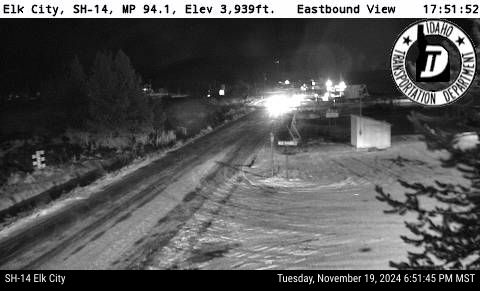 Elk City, SH-14, MP 94.1, Elev 3,939ft. Eastbound View 17:51:52
IDAHO
TRANSPORTATION DEPARTMENT
SH-14 Elk City Tuesday, November 19, 2024 6:51:45 PM MST